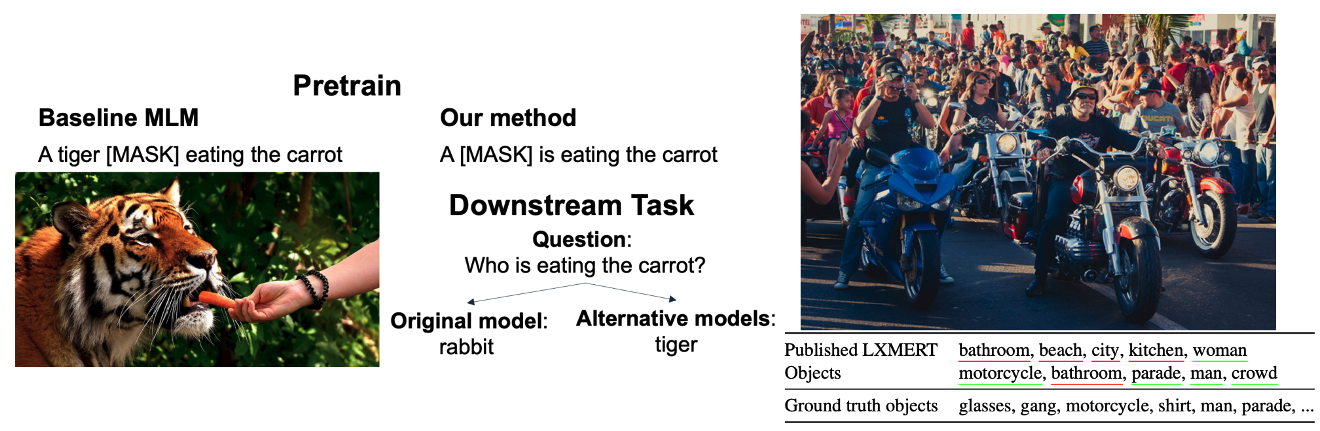 Pretrain
Baseline MLM
A tiger [MASK] eating the carrot
Our method
A [MASK] is eating the carrot
Downstream Task
Question:
Who is eating the carrot?
Original model:
rabbit
Alternative models:
tiger
DUCATI
Published LXMERT bathroom, beach, city, kitchen, woman
Objects motorcycle, bathroom, parade, man, crowd
Ground truth objects glasses, gang, motorcycle, shirt, man, parade, ...